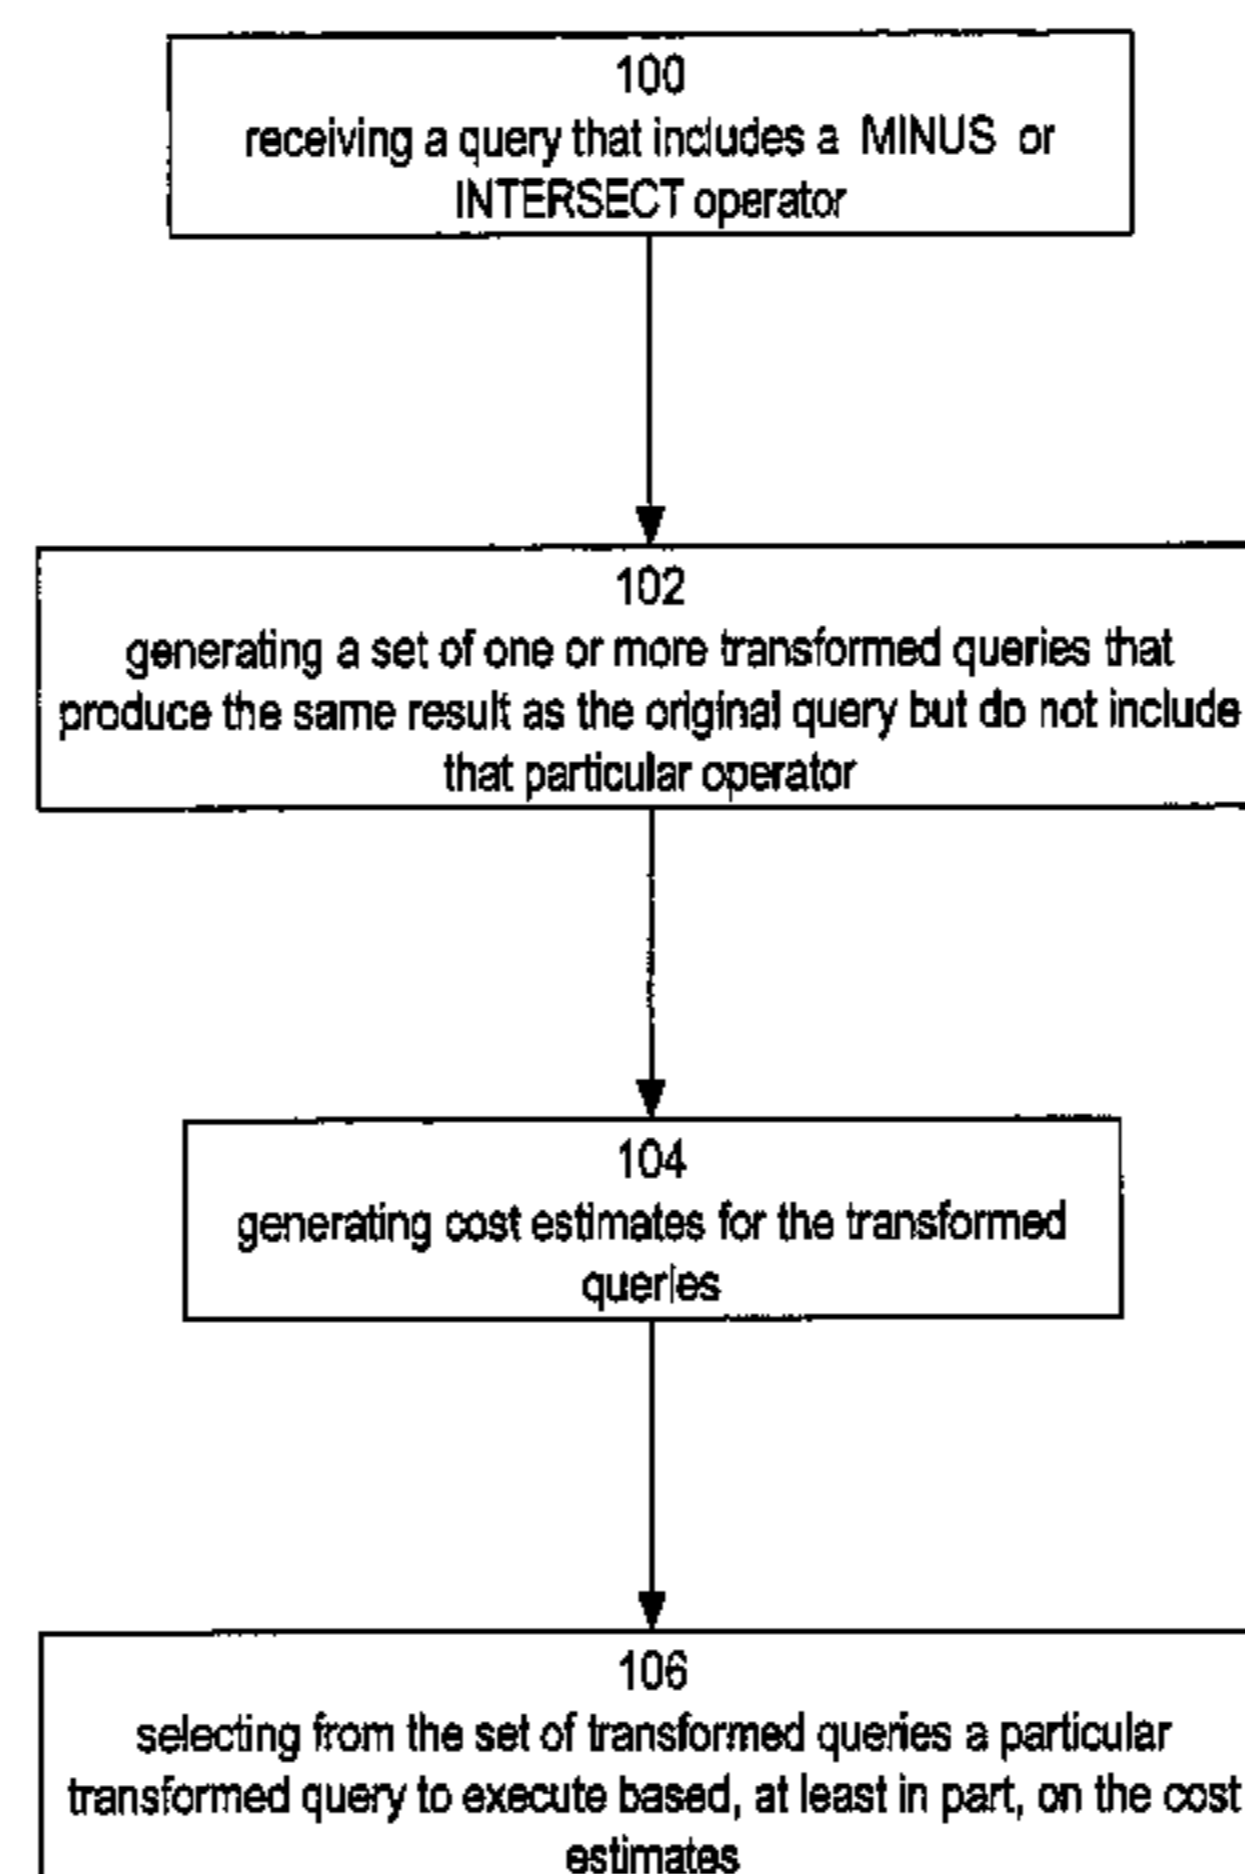 100
receiving a query that includes a MINUS or
INTERSECT operator
102
generating a set of one or more transformed queries that
produce the same result as the original query but do not include
that particular operator
104
generating cost estimates for the transformed
queries
106
selecting from the set of transformed queries a particular
transformed query to execute based, at least in part, on the cost
estimates